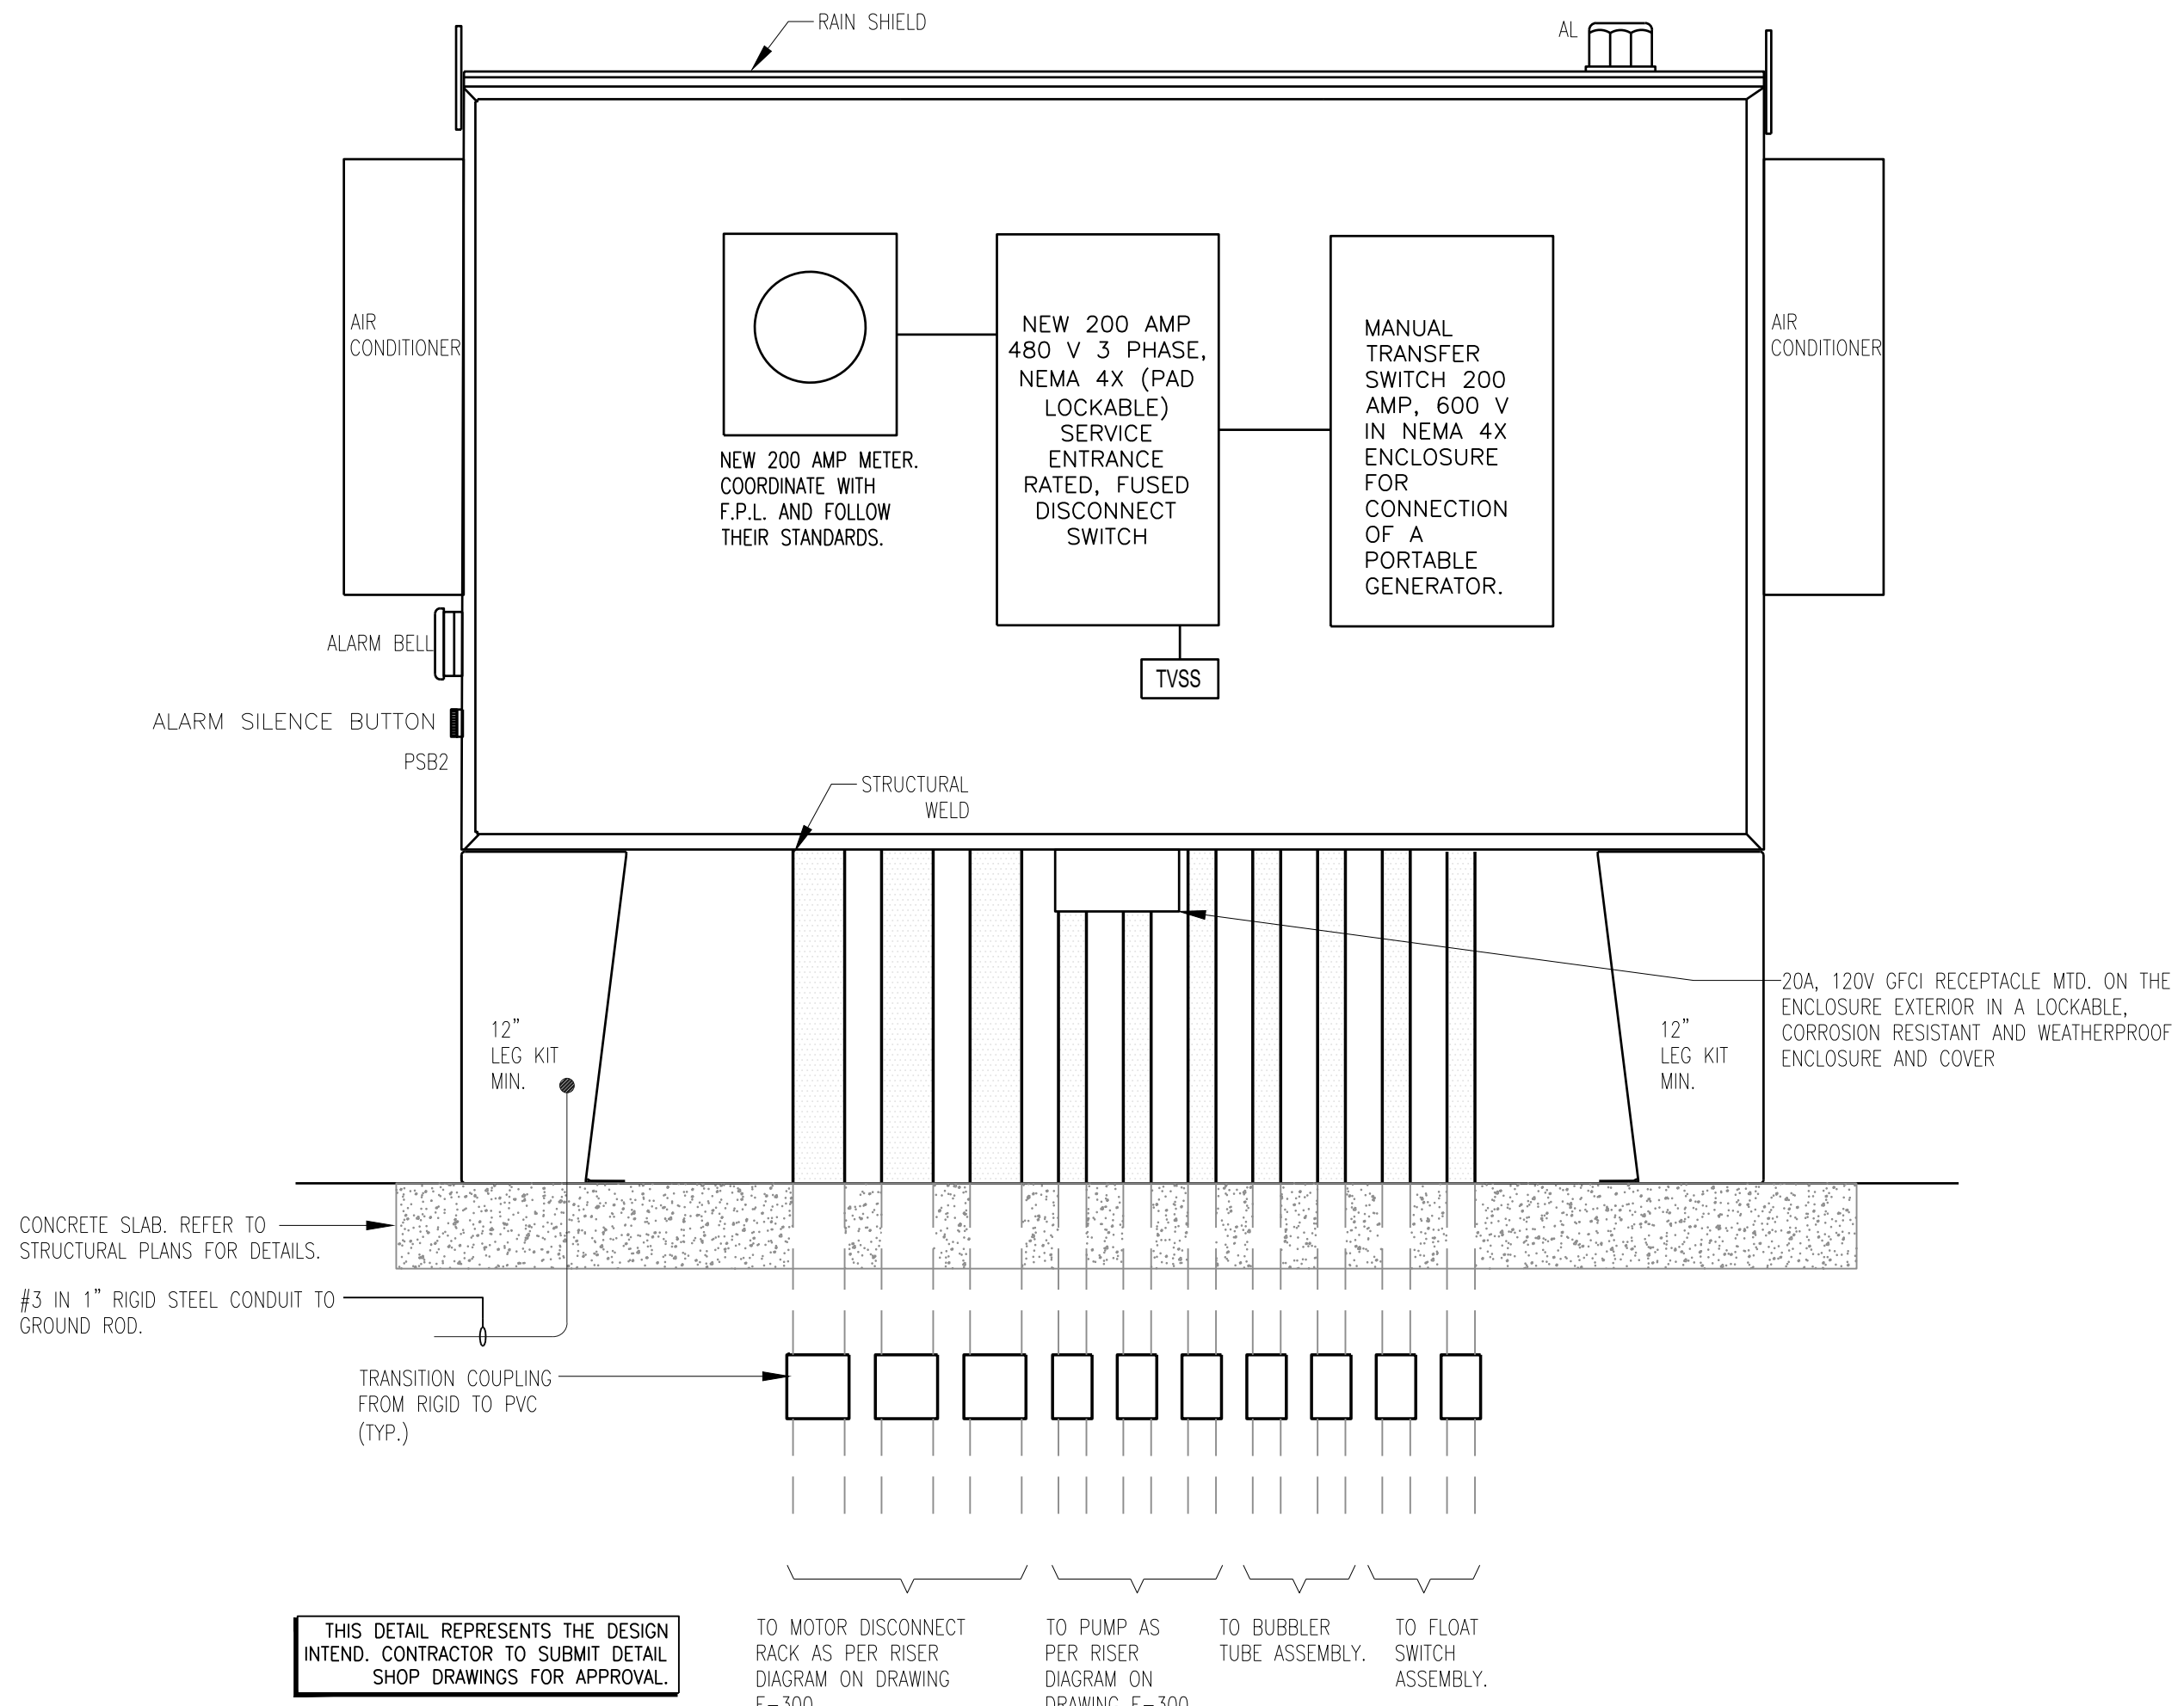 RAIN SHIELD
AL
AIR
CONDITIONER
NEW 200 AMP METER.
COORDINATE WITH
F.P.L. AND FOLLOW
THEIR STANDARDS.
NEW 200 AMP
480 V 3 PHASE,
NEMA 4X (PAD
LOCKABLE)
SERVICE
ENTRANCE
RATED, FUSED
DISCONNECT
SWITCH
MANUAL
TRANSFER
SWITCH 200
AMP, 600 V
IN NEMA 4X
ENCLOSURE
FOR
CONNECTION
OF A
PORTABLE
GENERATOR.
AIR
CONDITIONER
ALARM BELL
TVSS
ALARM SILENCE BUTTON
PSB2
STRUCTURAL
WELD
20A, 120V GFCI RECEPTACLE MTD. ON THE
ENCLOSURE EXTERIOR IN A LOCKABLE,
CORROSION RESISTANT AND WEATHERPROOF
ENCLOSURE AND COVER
12"
LEG KIT
MIN.
12"
LEG KIT
MIN.
CONCRETE SLAB. REFER TO
STRUCTURAL PLANS FOR DETAILS.
#3 IN 1" RIGID STEEL CONDUIT TO
GROUND ROD.
TRANSITION COUPLING
FROM RIGID TO PVC
(TYP.)
THIS DETAIL REPRESENTS THE DESIGN
INTEND. CONTRACTOR TO SUBMIT DETAIL
SHOP DRAWINGS FOR APPROVAL.
TO MOTOR DISCONNECT
RACK AS PER RISER
DIAGRAM ON DRAWING
E-300
TO PUMP AS
PER RISER
DIAGRAM ON
DRAWING E-300
TO BUBBLER
TUBE ASSEMBLY.
TO FLOAT
SWITCH
ASSEMBLY.